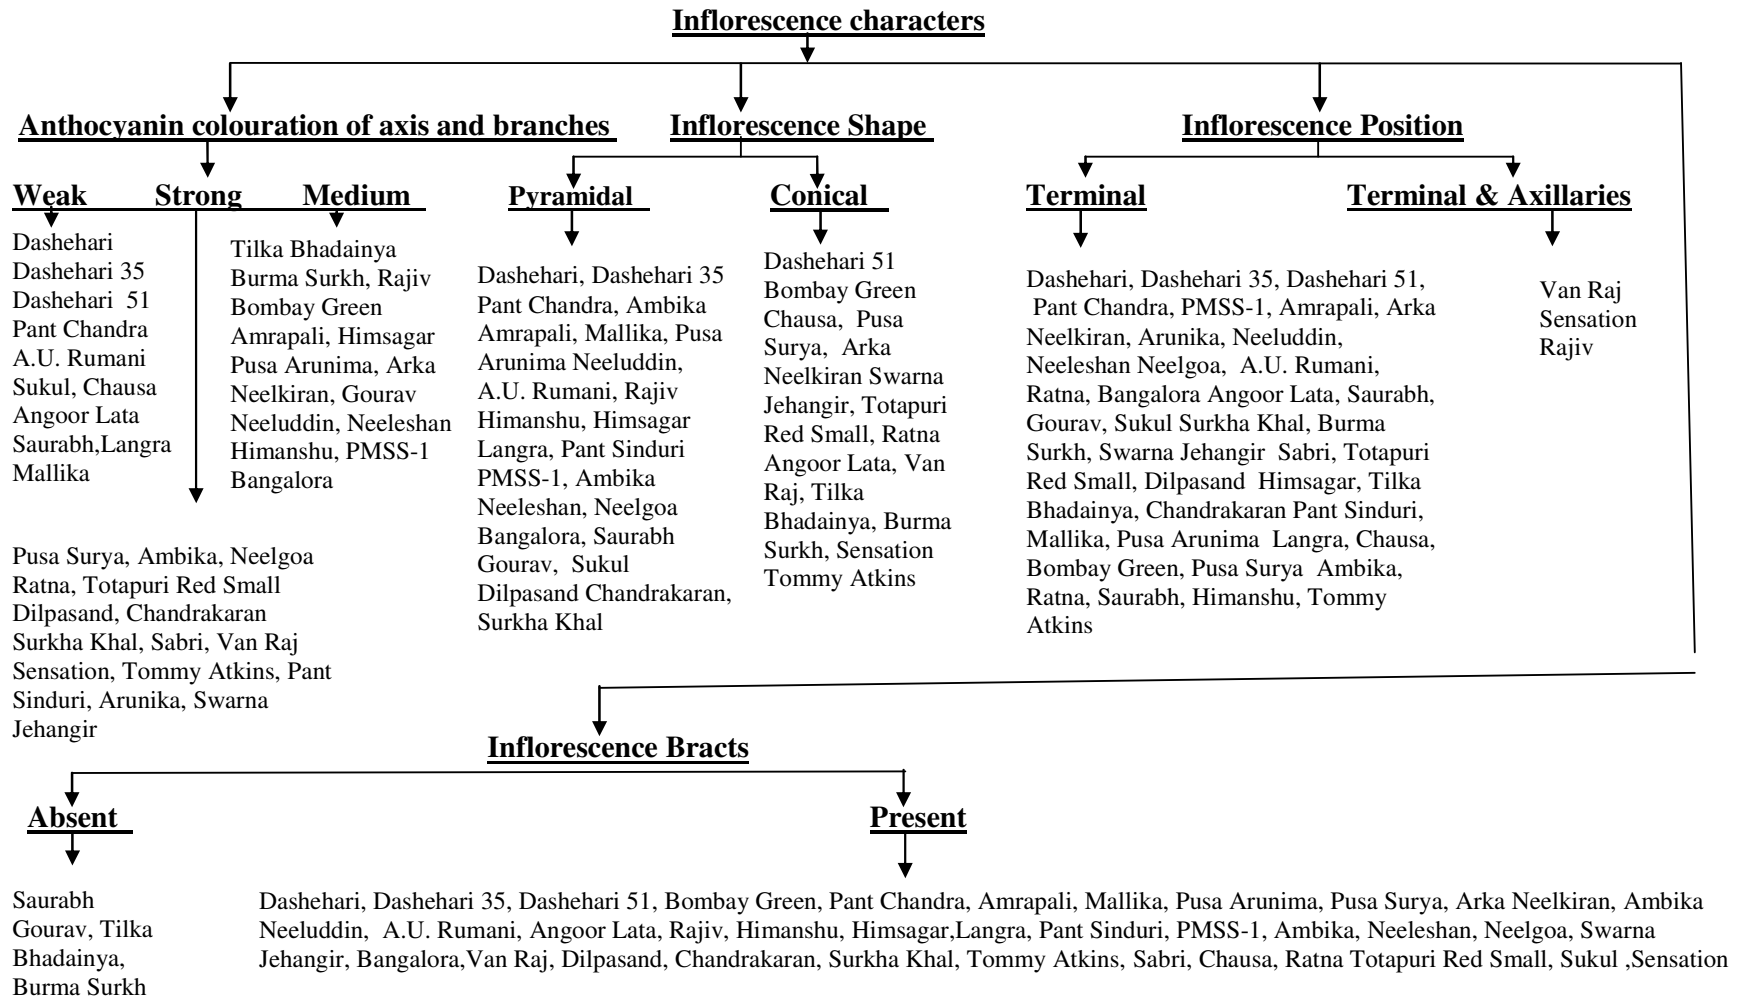 Inflorescence characters
Anthocyanin colouration of axis and branches
Inflorescence Shape
Inflorescence Position
Weak
Strong
Medium
Pyramidal
Conical
Terminal
Terminal & Axillaries
Dashehari
Dashehari 35
Dashehari 51
Pant Chandra
A.U. Rumani
Sukul, Chausa
Angoor Lata
Saurabh,Langra
Mallika
Tilka Bhadainya
Burma Surkh, Rajiv
Bombay Green
Amrapali, Himsagar
Pusa Arunima, Arka
Neelkiran, Gourav
Neeluddin, Neeleshan
Himanshu, PMSS-1
Bangalora
Pusa Surya, Ambika, Neelgoa
Ratna, Totapuri Red Small
Dilpasand, Chandrakaran
Surkha Khal, Sabri, Van Raj
Sensation, Tommy Atkins, Pant
Sinduri, Arunika, Swarna
Jehangir
Dashehari, Dashehari 35
Pant Chandra, Ambika
Amrapali, Mallika, Pusa
Arunima Neeluddin,
A.U. Rumani, Rajiv
Himanshu, Himsagar
Langra, Pant Sinduri
PMSS-1, Ambika
Neeleshan, Neelgoa
Bangalora, Saurabh
Gourav, Sukul
Dilpasand Chandrakaran,
Surkha Khal
Dashehari 51
Bombay Green
Chausa, Pusa
Surya, Arka
Neelkiran Swarna
Jehangir, Totapuri
Red Small, Ratna
Angoor Lata, Van
Raj, Tilka
Bhadainya, Burma
Surkh, Sensation
Tommy Atkins
Dashehari, Dashehari 35, Dashehari 51,
Pant Chandra, PMSS-1, Amrapali, Arka
Neelkiran, Arunika, Neeluddin,
Neeleshan Neelgoa, A.U. Rumani,
Ratna, Bangalora Angoor Lata, Saurabh,
Gourav, Sukul Surkha Khal, Burma
Surkh, Swarna Jehangir Sabri, Totapuri
Red Small, Dilpasand Himsagar, Tilka
Bhadainya, Chandrakaran Pant Sinduri,
Mallika, Pusa Arunima Langra, Chausa,
Bombay Green, Pusa Surya Ambika,
Ratna, Saurabh, Himanshu, Tommy
Atkins
Van Raj
Sensation
Rajiv
Inflorescence Bracts
Absent
Present
Saurabh
Gourav, Tilka
Bhadainya,
Burma Surkh
Dashehari, Dashehari 35, Dashehari 51, Bombay Green, Pant Chandra, Amrapali, Mallika, Pusa Arunima, Pusa Surya, Arka Neelkiran, Ambika
Neeluddin, A.U. Rumani, Angoor Lata, Rajiv, Himanshu, Himsagar,Langra, Pant Sinduri, PMSS-1, Ambika, Neeleshan, Neelgoa, Swarna
Jehangir, Bangalora,Van Raj, Dilpasand, Chandrakaran, Surkha Khal, Tommy Atkins, Sabri, Chausa, Ratna Totapuri Red Small, Sukul ,Sensation